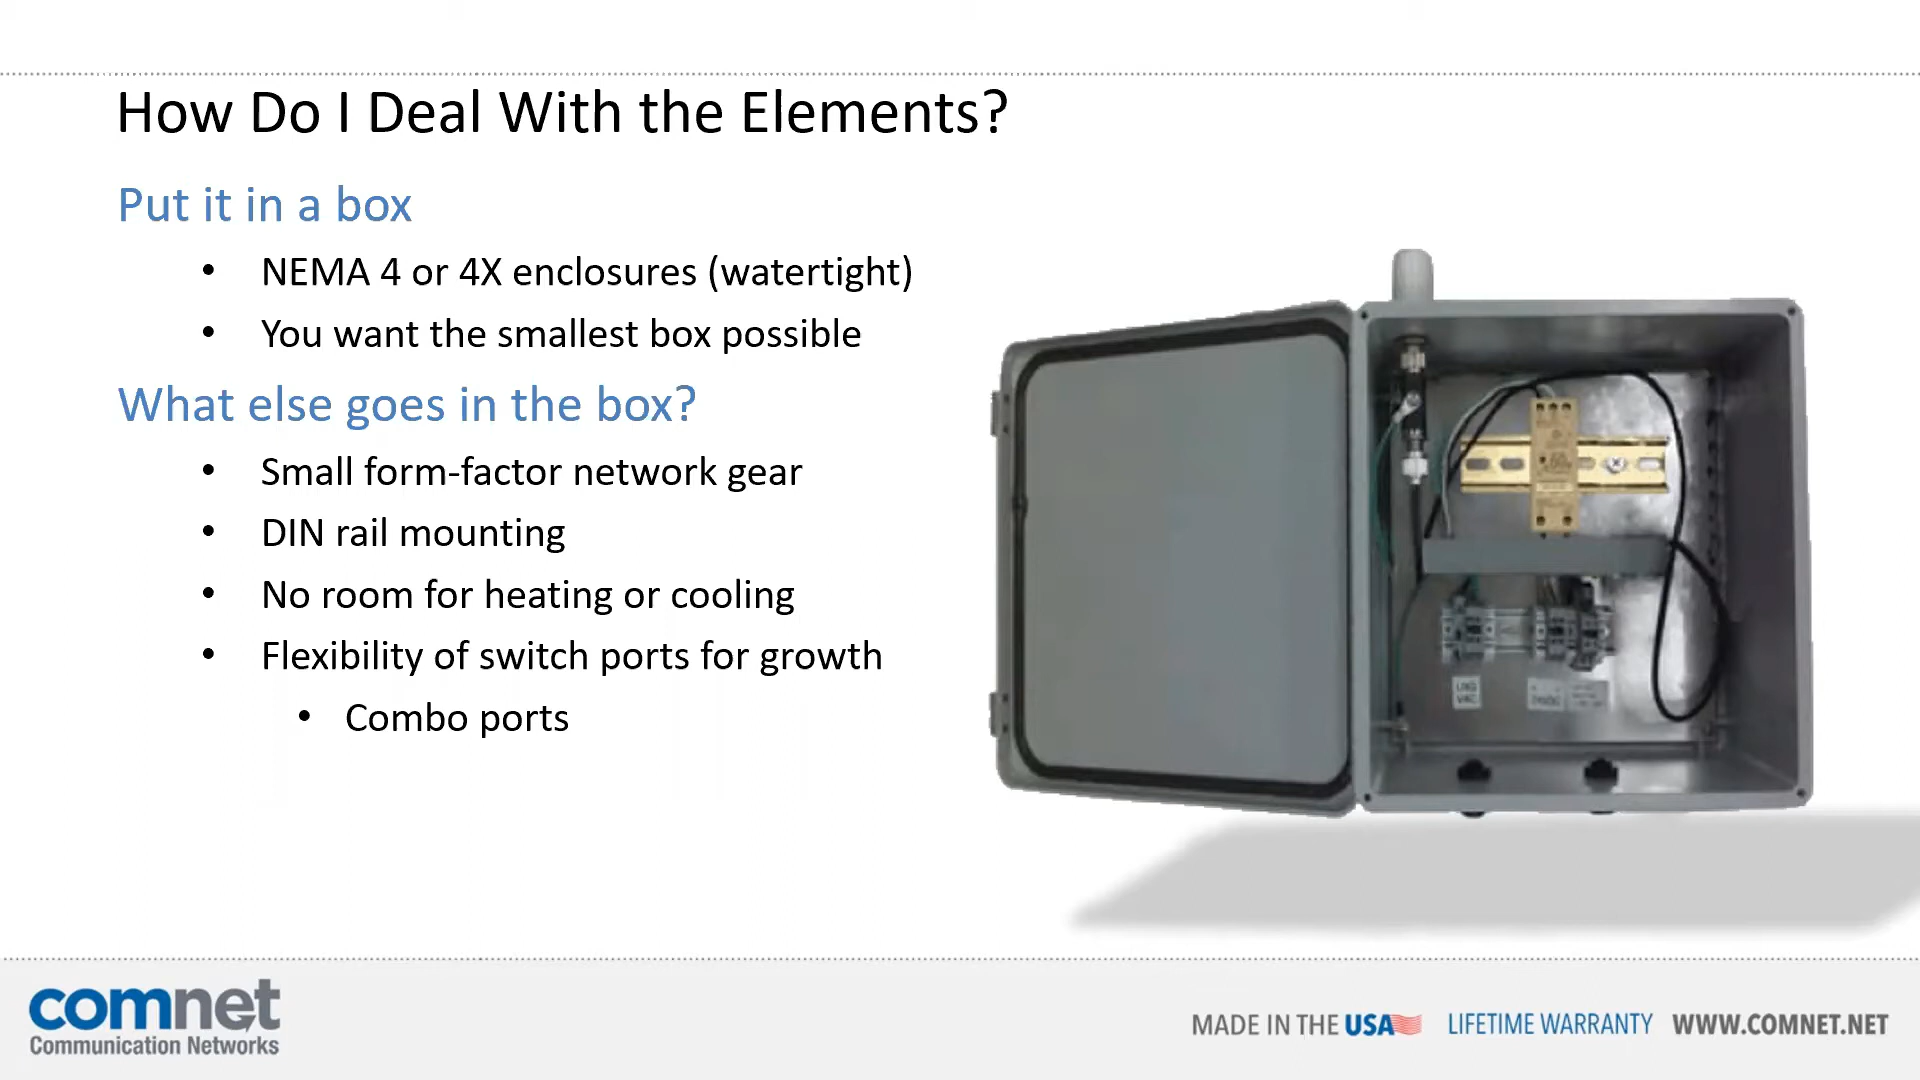 How Do I Deal With the Elements?
Put it in a box
• NEMA 4 or 4X enclosures (watertight)
• You want the smallest box possible
What else goes in the box?
• Small form-factor network gear
• DIN rail mounting
• No room for heating or cooling
• Flexibility of switch ports for growth
• Combo ports
comnet
Communication Networks
MADE IN THE USA LIFETIME WARRANTY WWW.COMNET.NET